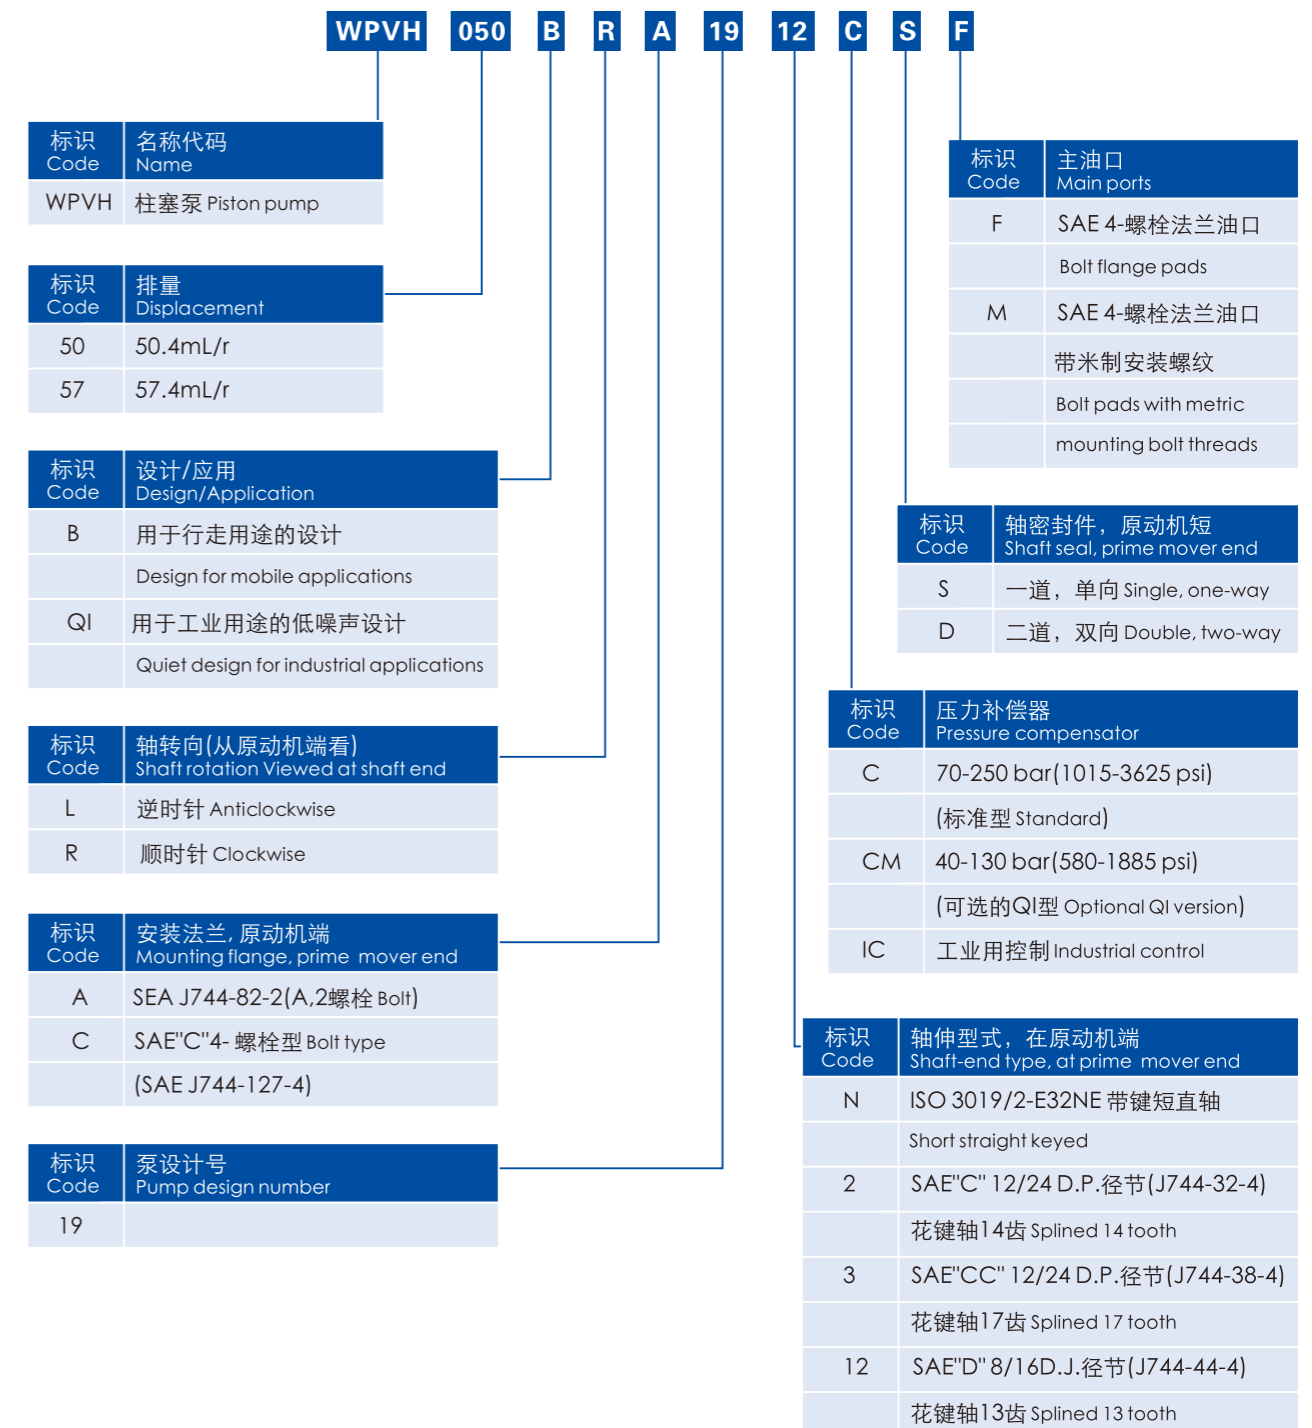 WPVH 050 B R A 19 12 C S F
标识 名称代码
Code Name
WPVH 柱塞泵 Piston pump
标识 排量
Code Displacement
50 50.4mL/r
57 57.4mL/r
标识 设计/应用
Code Design/Application
B 用于行走用途的设计
Design for mobile applications
QI 用于工业用途的低噪声设计
Quiet design for industrial applications
标识 轴转向(从原动机端看)
Code Shaft rotation Viewed at shaft end
L 逆时针 Anticlockwise
R 顺时针 Clockwise
标识 安装法兰, 原动机端
Code Mounting flange, prime mover end
A SEA J744-82-2(A,2螺栓 Bolt)
C SAE"C"4- 螺栓型 Bolt type
(SAE J744-127-4)
标识 泵设计号
Code Pump design number
19
标识 主油口
Code Main ports
F SAE 4-螺栓法兰油口
Bolt flange pads
M SAE 4-螺栓法兰油口
带米制安装螺纹
Bolt pads with metric
mounting bolt threads
标识 轴密封件，原动机短
Code Shaft seal, prime mover end
S 一道，单向 Single, one-way
D 二道，双向 Double, two-way
标识 压力补偿器
Code Pressure compensator
C 70-250 bar(1015-3625 psi)
(标准型 Standard)
CM 40-130 bar(580-1885 psi)
(可选的QI型 Optional QI version)
IC 工业用控制 Industrial control
标识 轴伸型式，在原动机端
Code Shaft-end type, at prime mover end
N ISO 3019/2-E32NE 带键短直轴
Short straight keyed
2 SAE"C" 12/24 D.P.径节(J744-32-4)
花键轴14齿 Splined 14 tooth
3 SAE"CC" 12/24 D.P.径节(J744-38-4)
花键轴17齿 Splined 17 tooth
12 SAE"D" 8/16D.J.径节(J744-44-4)
花键轴13齿 Splined 13 tooth